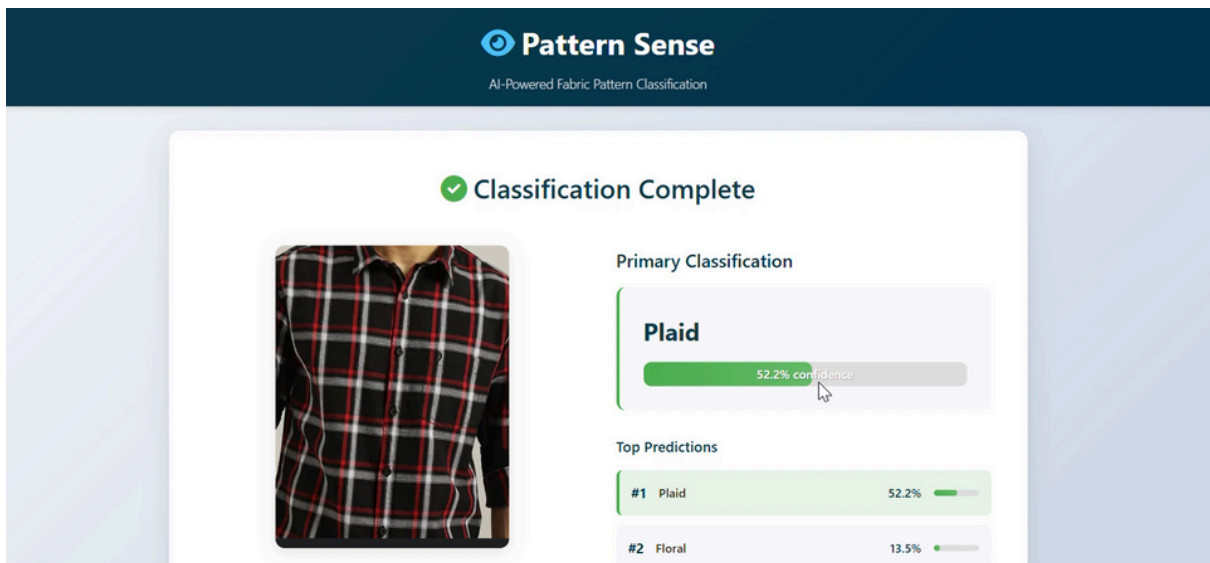 Pattern Sense
AI-Powered Fabric Pattern Classification
Classification Complete
Primary Classification
Plaid
52.2% confidence
Top Predictions
#1 Plaid 52.2%
#2 Floral 13.5%